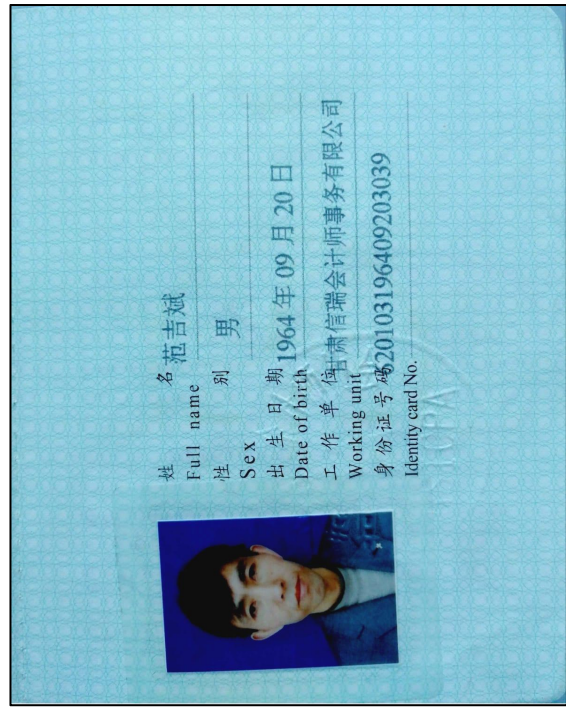 姓 名 范吉斌
Full name
性 别 男
Sex
出 生 日 期 1964 年 09 月 20 日
Date of birth
工 作 单 位 甘肃信瑞会计师事务有限公司
Working unit
身 份 证 号 码 620103196409203039
Identity card No.